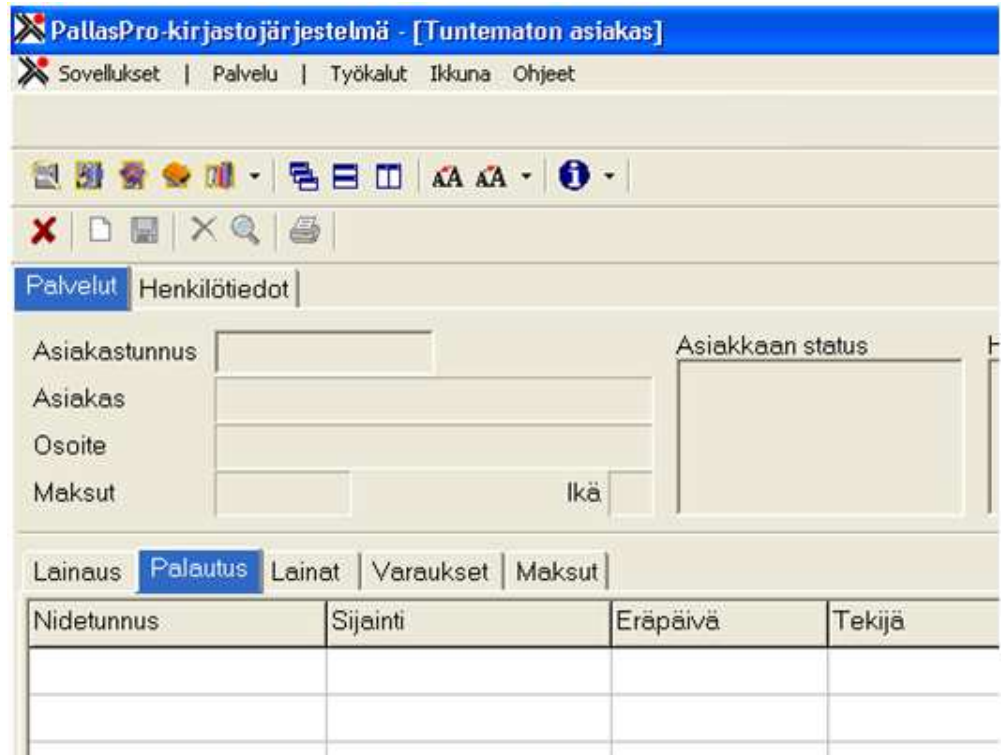 PallasPro-kirjastojärjestelmä - [Tuntematon asiakas]
Sovellukset | Palvelu | Työkalut Ikkuna Ohjeet
Palvelut Henkilötiedot
Asiakastunnus
Asiakkaan status H
Asiakas
Osoite
Maksut Ikä
Lainaus Palautus Lainat Varaukset Maksut
Nidetunnus Sijainti Eräpäivä Tekijä